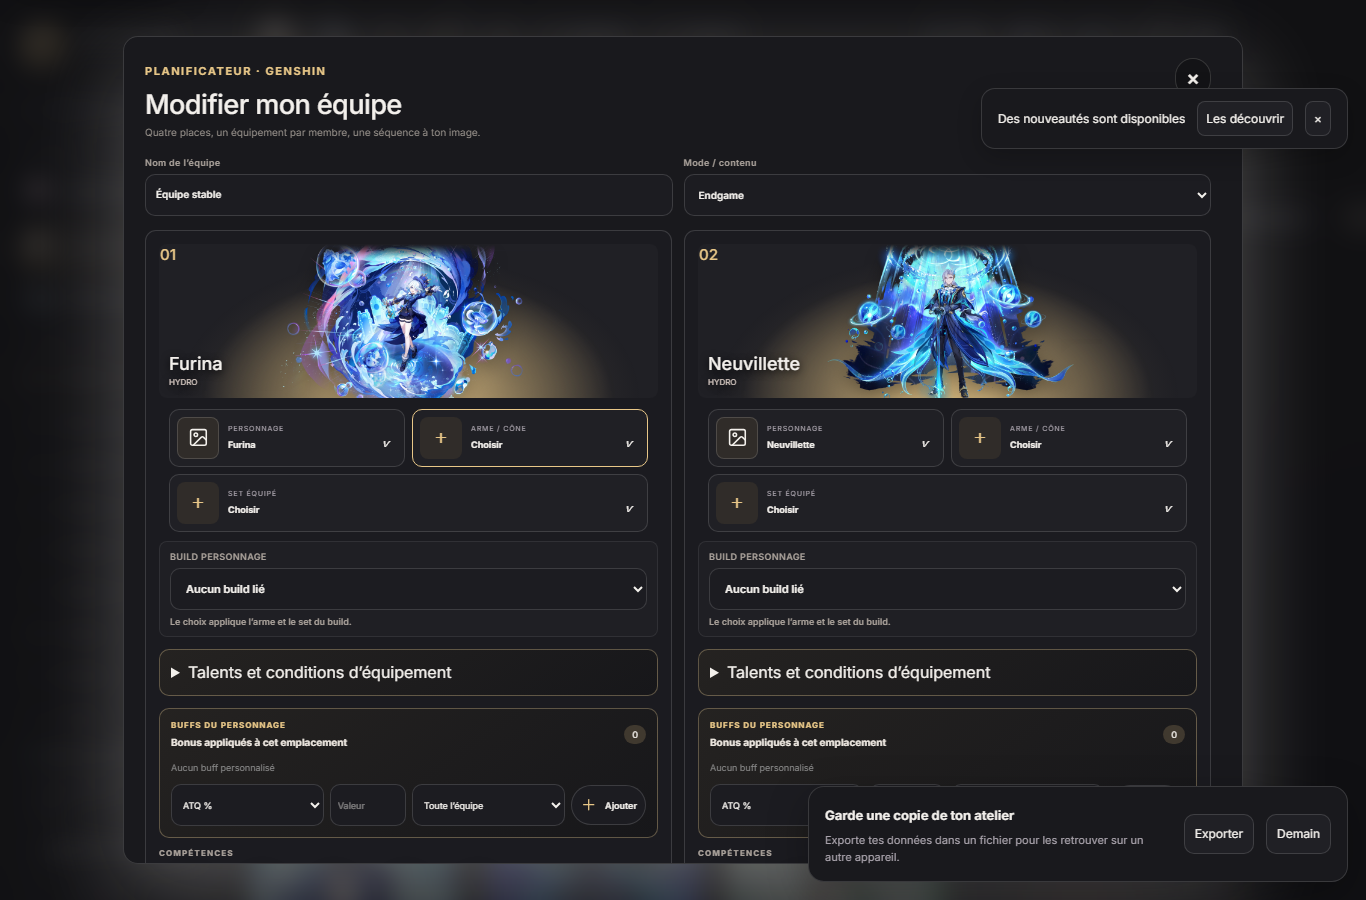 PLANIFICATEUR · GENSHIN
×
Modifier mon équipe
Quatre places, un équipement par membre, une séquence à ton image.
Des nouveautés sont disponibles
Les découvrir
×
Nom de l'équipe
Mode / contenu
Équipe stable
Endgame
01
Furina
HYDRO
PERSONNAGE
Furina
ARME / CÔNE
Choisir
SET ÉQUIPÉ
Choisir
BUILD PERSONNAGE
Aucun build lié
Le choix applique l'arme et le set du build.
Talents et conditions d'équipement
BUFFS DU PERSONNAGE
Bonus appliqués à cet emplacement
0
Aucun buff personnalisé
ATQ %
Valeur
Toute l'équipe
+ Ajouter
COMPÉTENCES
02
Neuvillette
HYDRO
PERSONNAGE
Neuvillette
ARME / CÔNE
Choisir
SET ÉQUIPÉ
Choisir
BUILD PERSONNAGE
Aucun build lié
Le choix applique l'arme et le set du build.
Talents et conditions d'équipement
BUFFS DU PERSONNAGE
Bonus appliqués à cet emplacement
0
Aucun buff personnalisé
ATQ %
COMPÉTENCES
Garde une copie de ton atelier
Exporte tes données dans un fichier pour les retrouver sur un
autre appareil.
Exporter
Demain